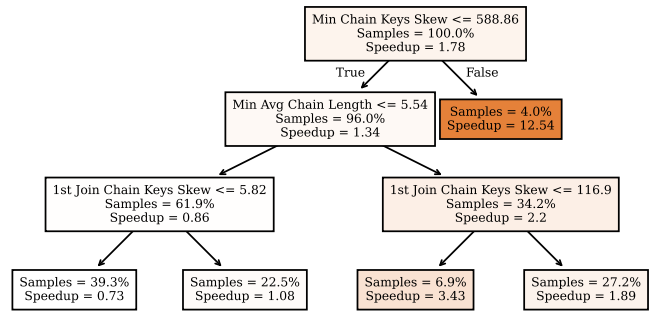 Min Chain Keys Skew <= 588.86
Samples = 100.0%
Speedup = 1.78
True
False
Min Avg Chain Length <= 5.54
Samples = 96.0%
Speedup = 1.34
Samples = 4.0%
Speedup = 12.54
1st Join Chain Keys Skew <= 5.82
Samples = 61.9%
Speedup = 0.86
1st Join Chain Keys Skew <= 116.9
Samples = 34.2%
Speedup = 2.2
Samples = 39.3%
Speedup = 0.73
Samples = 22.5%
Speedup = 1.08
Samples = 6.9%
Speedup = 3.43
Samples = 27.2%
Speedup = 1.89